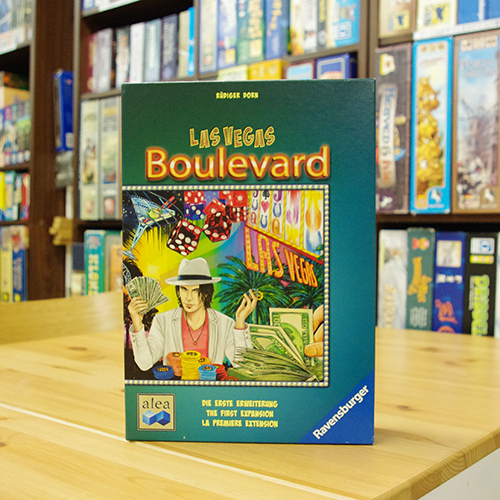 RÜDIGER DORN
LAS VEGAS
Boulevard
LAS VEGAS
DIE ERSTE ERWEITERUNG
THE FIRST EXPANSION
LA PREMIERE EXTENSION
alea
Ravensburger